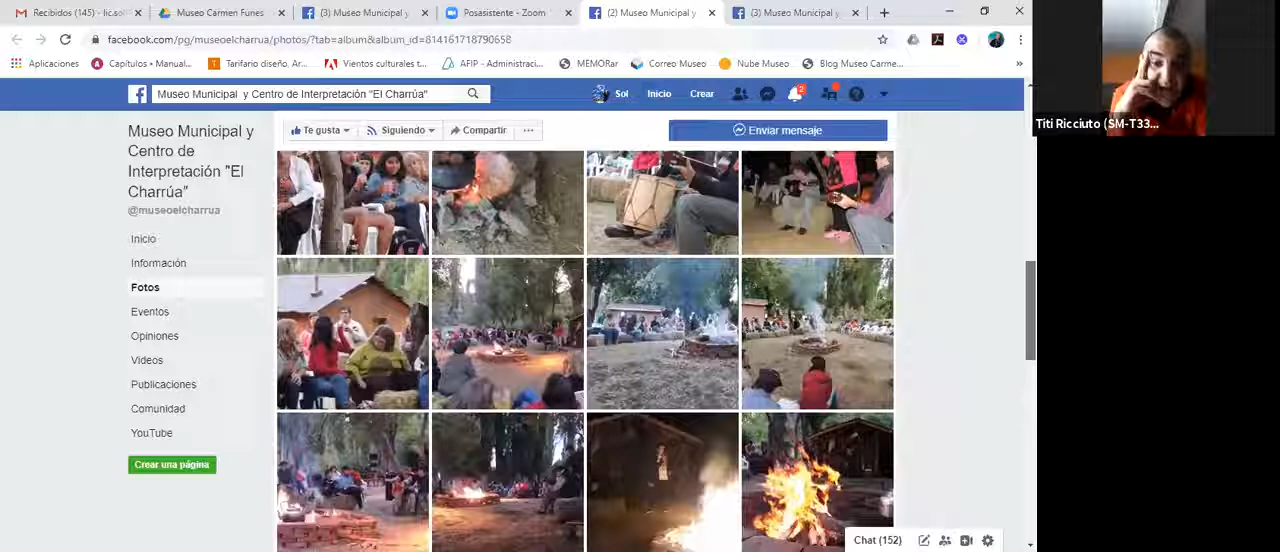 Recibidos (145) - lic.soli
Museo Carmen Funes
(3) Museo Municipal y
Posasistente - Zoom
(2) Museo Municipal y
(3) Museo Municipal y
facebook.com/pg/museoelcharrua/photos/?tab=album&album_id=814161718790658
Aplicaciones
Capítulos • Manual...
Tarifario diseño, Ar...
Vientos culturales t...
AFIP - Administraci...
MEMORar
Correo Museo
Nube Museo
Blog Museo Carme...
»
Museo Municipal y Centro de Interpretación "El Charrúa"
Sol
Inicio
Crear
2
Titi Ricciuto (SM-T33...
Museo Municipal y
Centro de
Interpretación "El
Charrúa"
@museoelcharrua
Te gusta
Siguiendo
Compartir
...
Enviar mensaje
Inicio
Información
Fotos
Eventos
Opiniones
Videos
Publicaciones
Comunidad
YouTube
Crear una página
Chat (152)